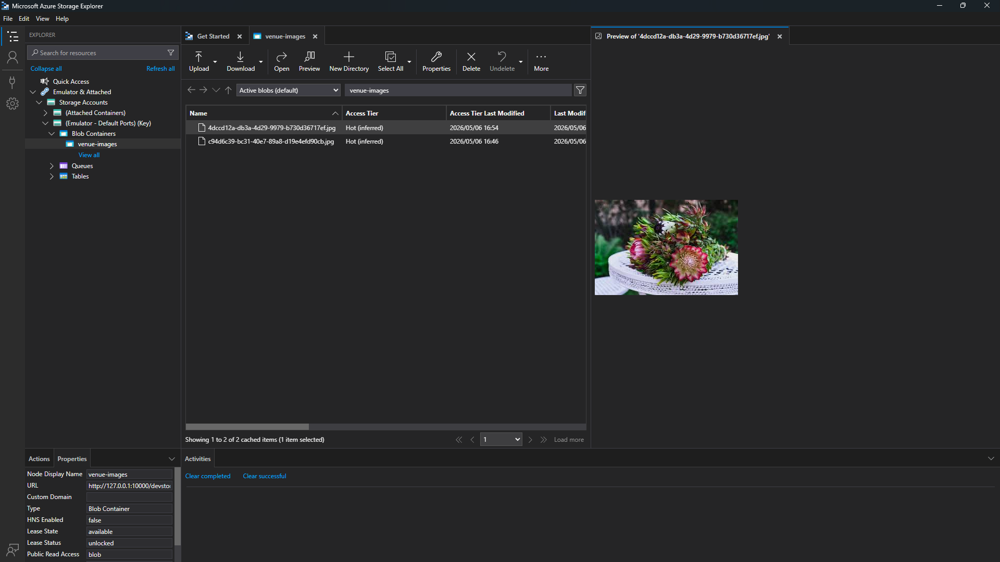 Microsoft Azure Storage Explorer
File Edit View Help
EXPLORER
Search for resources
Collapse all Refresh all
Quick Access
Emulator & Attached
Storage Accounts
(Attached Containers)
(Emulator - Default Ports) (Key)
Blob Containers
venue-images
View all
Queues
Tables
Get Started venue-images
Upload Download Open Preview New Directory Select All Properties Delete Undelete More
Active blobs (default) venue-images
Name Access Tier Access Tier Last Modified Last Modif
4dccd12a-db3a-4d29-9979-b730d36717ef.jpg Hot (inferred) 2026/05/06 16:54 2026/05/06
c94d6c39-bc31-40e7-89a8-d19e4efd90cb.jpg Hot (inferred) 2026/05/06 16:46 2026/05/06
Showing 1 to 2 of 2 cached items (1 item selected) 1 Load more
Preview of '4dccd12a-db3a-4d29-9979-b730d36717ef.jpg'
Actions Properties
Node Display Name venue-images
URL http://127.0.0.1:10000/devstor
Custom Domain
Type Blob Container
HNS Enabled false
Lease State available
Lease Status unlocked
Public Read Access blob
Activities
Clear completed Clear successful